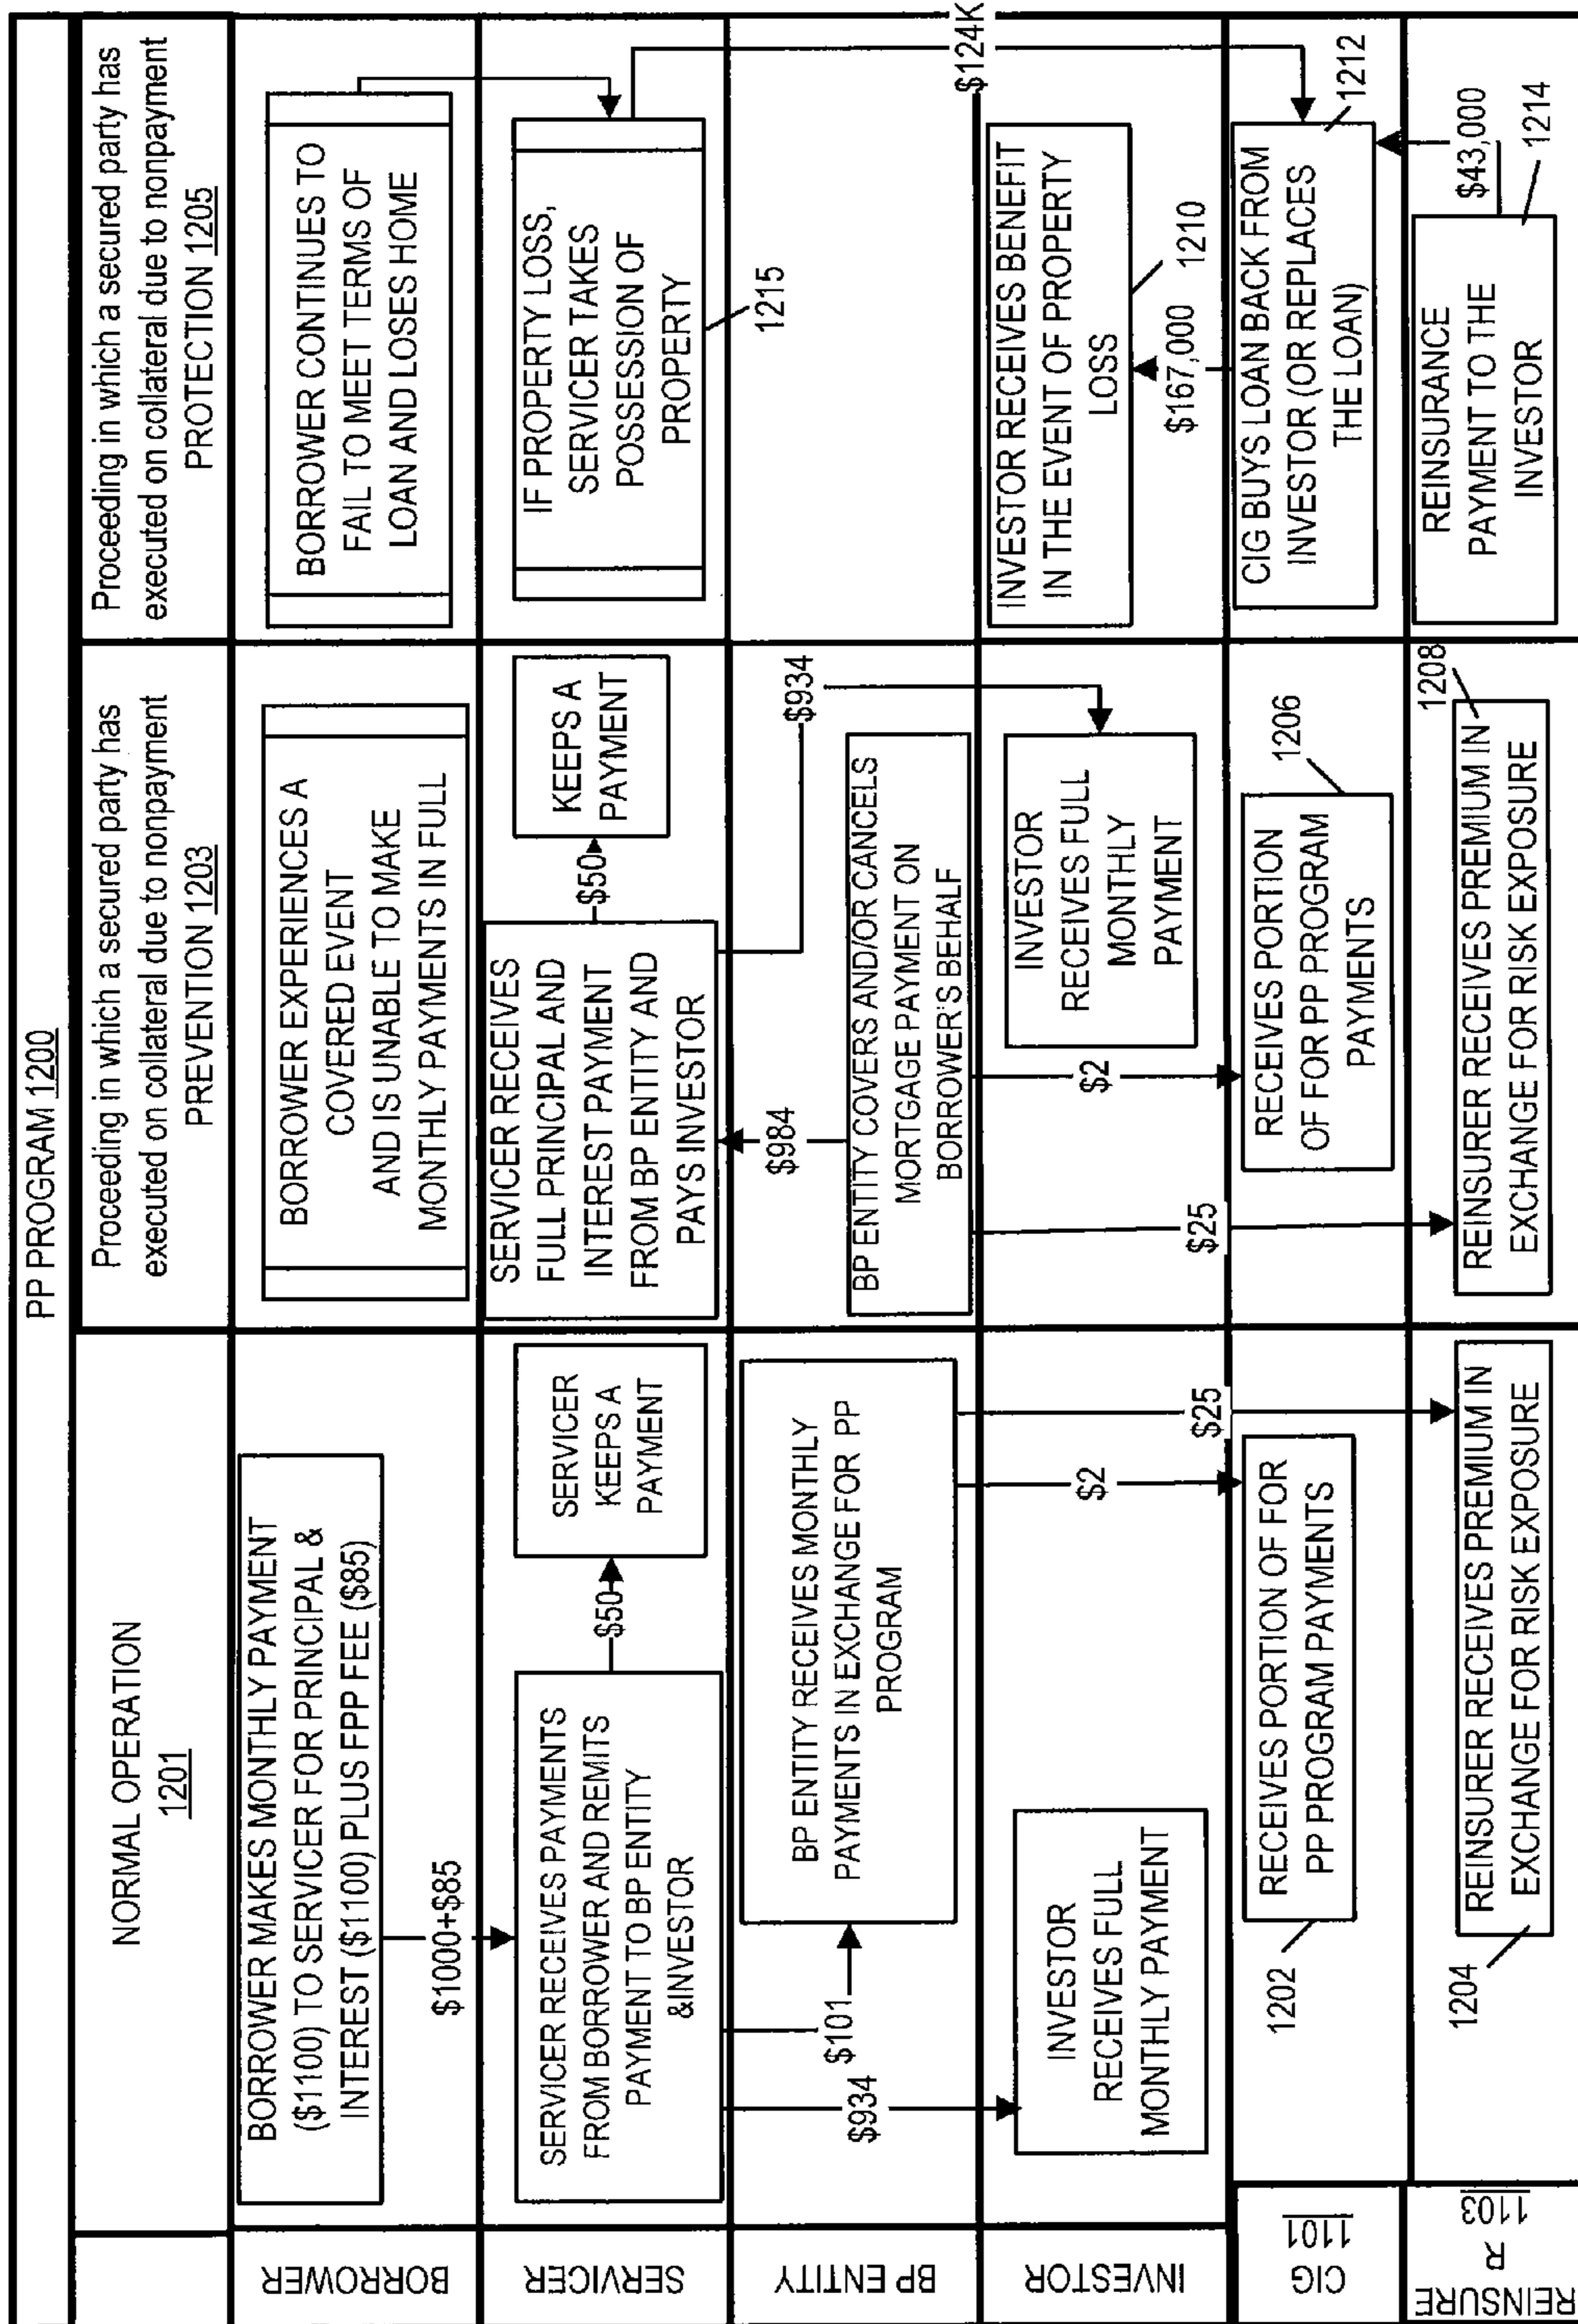 PP PROGRAM 1200
NORMAL OPERATION
1201
Proceeding in which a secured party has
executed on collateral due to nonpayment
PREVENTION 1203
Proceeding in which a secured party has
executed on collateral due to nonpayment
PROTECTION 1205
BORROWER
BORROWER MAKES MONTHLY PAYMENT
($1100) TO SERVICER FOR PRINCIPAL &
INTEREST ($1100) PLUS FPP FEE ($85)
$1000+$85
BORROWER EXPERIENCES A
COVERED EVENT
AND IS UNABLE TO MAKE
MONTHLY PAYMENTS IN FULL
BORROWER CONTINUES TO
FAIL TO MEET TERMS OF
LOAN AND LOSES HOME
SERVICER
SERVICER RECEIVES PAYMENTS
FROM BORROWER AND REMITS
PAYMENT TO BP ENTITY
&INVESTOR
$50
SERVICER
KEEPS A
PAYMENT
SERVICER RECEIVES
FULL PRINCIPAL AND
INTEREST PAYMENT
FROM BP ENTITY AND
PAYS INVESTOR
$50
KEEPS A
PAYMENT
IF PROPERTY LOSS,
SERVICER TAKES
POSSESSION OF
PROPERTY
1215
BP ENTITY
$934
$101
BP ENTITY RECEIVES MONTHLY
PAYMENTS IN EXCHANGE FOR PP
PROGRAM
$984
$934
BP ENTITY COVERS AND/OR CANCELS
MORTGAGE PAYMENT ON
BORROWER'S BEHALF
$124K
INVESTOR
INVESTOR
RECEIVES FULL
MONTHLY PAYMENT
$2
$25
$25
$2
INVESTOR
RECEIVES FULL
MONTHLY
PAYMENT
INVESTOR RECEIVES BENEFIT
IN THE EVENT OF PROPERTY
LOSS
1210
$167,000
CIG
1101
1202
RECEIVES PORTION OF FOR
PP PROGRAM PAYMENTS
RECEIVES PORTION
OF FOR PP PROGRAM
PAYMENTS
1206
CIG BUYS LOAN BACK FROM
INVESTOR (OR REPLACES
THE LOAN)
1212
REINSURE
R
1103
1204
REINSURER RECEIVES PREMIUM IN
EXCHANGE FOR RISK EXPOSURE
REINSURER RECEIVES PREMIUM IN
EXCHANGE FOR RISK EXPOSURE
1208
REINSURANCE
PAYMENT TO THE
INVESTOR
$43,000
1214